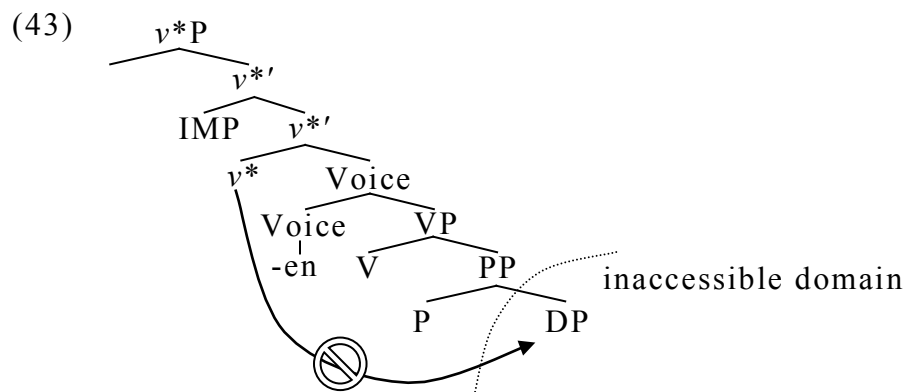 (43)
v*P
v*′
IMP v*′
v* Voice
Voice VP
-en V PP inaccessible domain
P DP